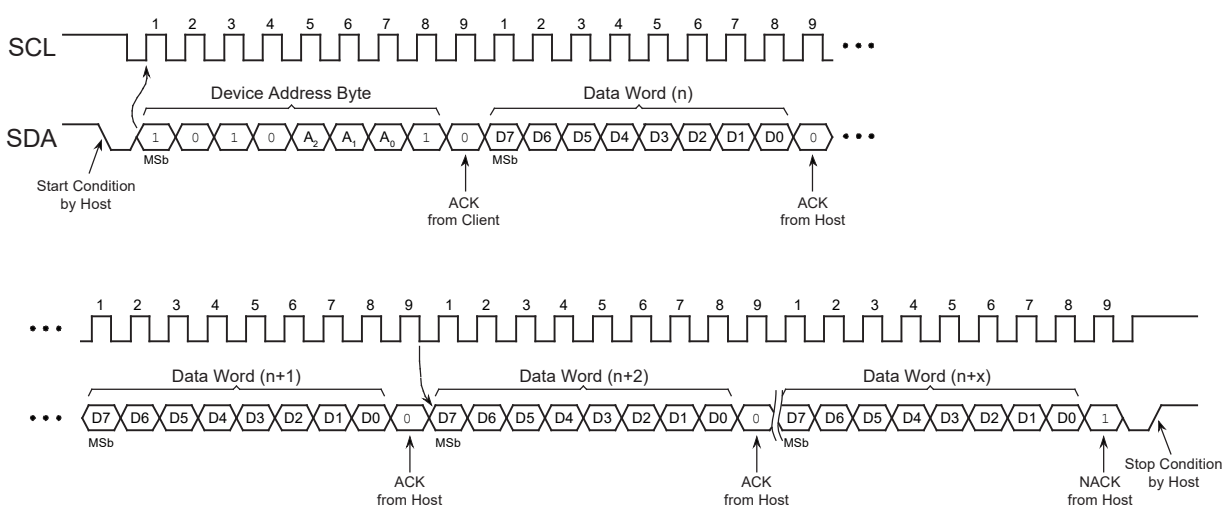 1 2 3 4 5 6 7 8 9 1 2 3 4 5 6 7 8 9
SCL
Device Address Byte Data Word (n)
SDA 1 0 1 0 A2 A1 A0 1 0 D7 D6 D5 D4 D3 D2 D1 D0 0
MSb MSb
Start Condition
by Host
ACK
from Client
ACK
from Host
1 2 3 4 5 6 7 8 9 1 2 3 4 5 6 7 8 9 1 2 3 4 5 6 7 8 9
Data Word (n+1) Data Word (n+2) Data Word (n+x)
D7 D6 D5 D4 D3 D2 D1 D0 0 D7 D6 D5 D4 D3 D2 D1 D0 0 D7 D6 D5 D4 D3 D2 D1 D0 1
MSb MSb MSb
ACK
from Host
ACK
from Host
NACK
from Host
Stop Condition
by Host